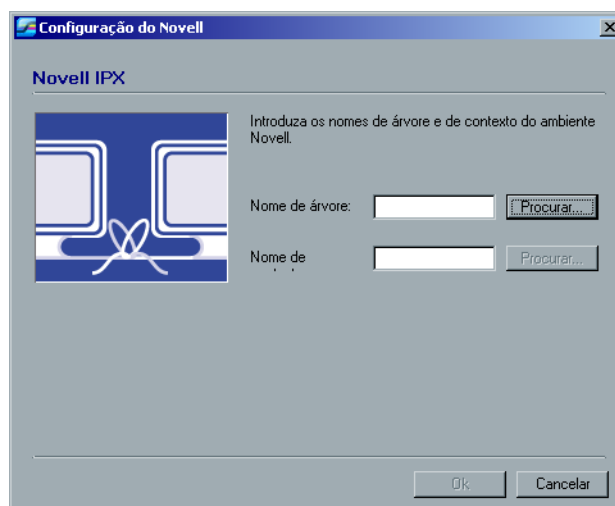 Configuração do Novell
Novell IPX
Introduza os nomes de árvore e de contexto do ambiente
Novell.
Nome de árvore:
Procurar...
Nome de
Procurar...
Ok
Cancelar